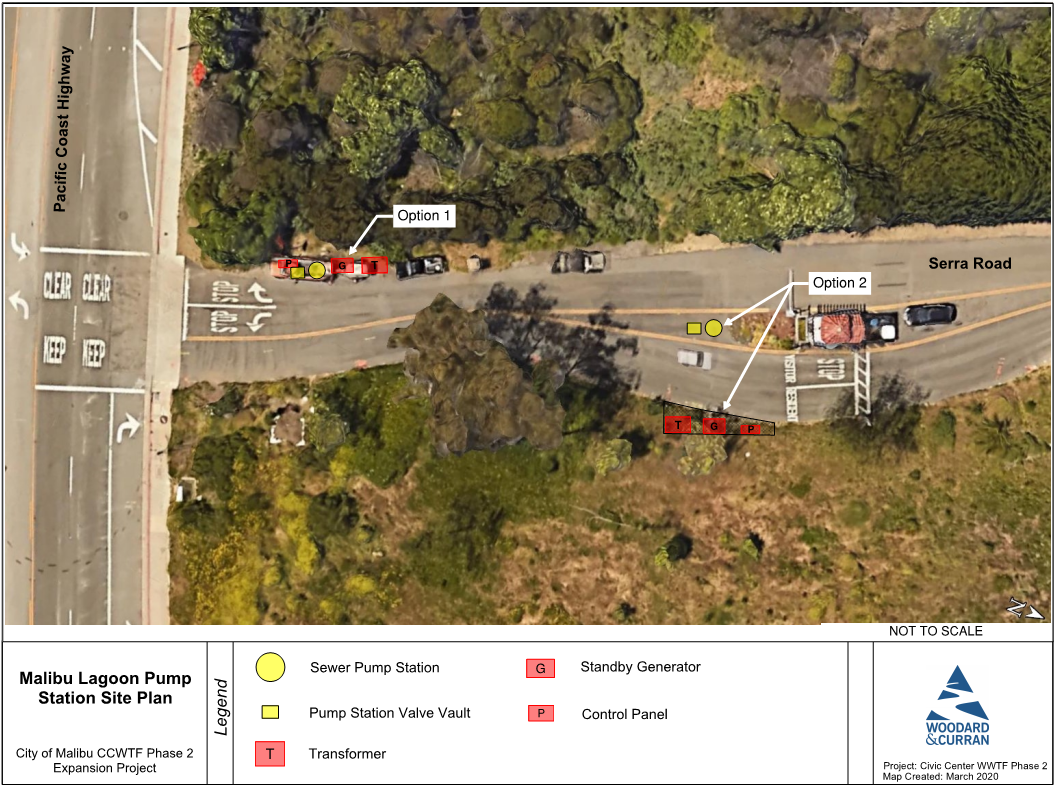 Pacific Coast Highway
Option 1
P
G
T
Serra Road
Option 2
CLEAR CLEAR
KEEP KEEP
STOP STOP
STOP
VISITOR RESIDENT
T
G
P
N
NOT TO SCALE
Malibu Lagoon Pump
Station Site Plan
City of Malibu CCWTF Phase 2
Expansion Project
Legend
Sewer Pump Station
Pump Station Valve Vault
T
Transformer
G
Standby Generator
P
Control Panel
WOODARD
&CURRAN
Project: Civic Center WWTF Phase 2
Map Created: March 2020